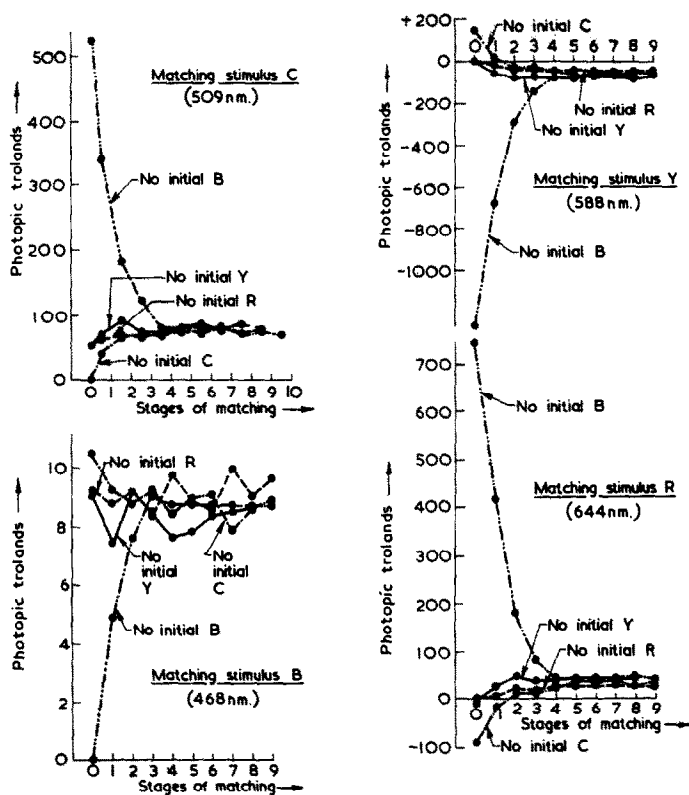 Matching stimulus C
(509nm.)
Photopic trolands
500
400
300
200
100
0
No initial B
No initial Y
No initial R
No initial C
0 1 2 3 4 5 6 7 8 9 10
Stages of matching
Photopic trolands
10
8
6
4
2
0
No initial R
No
initial
Y
No
initial
C
No initial B
Matching stimulus B
(468nm.)
0 1 2 3 4 5 6 7 8 9
Stages of matching
Photopic trolands
+200
0
-200
-400
-600
-800
-1000
No initial C
0 1 2 3 4 5 6 7 8 9
No initial R
No initial Y
Matching stimulus Y
(588nm.)
No initial B
Photopic trolands
700
600
500
400
300
200
100
0
-100
No initial B
Matching stimulus R
(644nm.)
No initial Y
No initial R
0 1 2 3 4 5 6 7 8 9
Stages of matching
No initial C